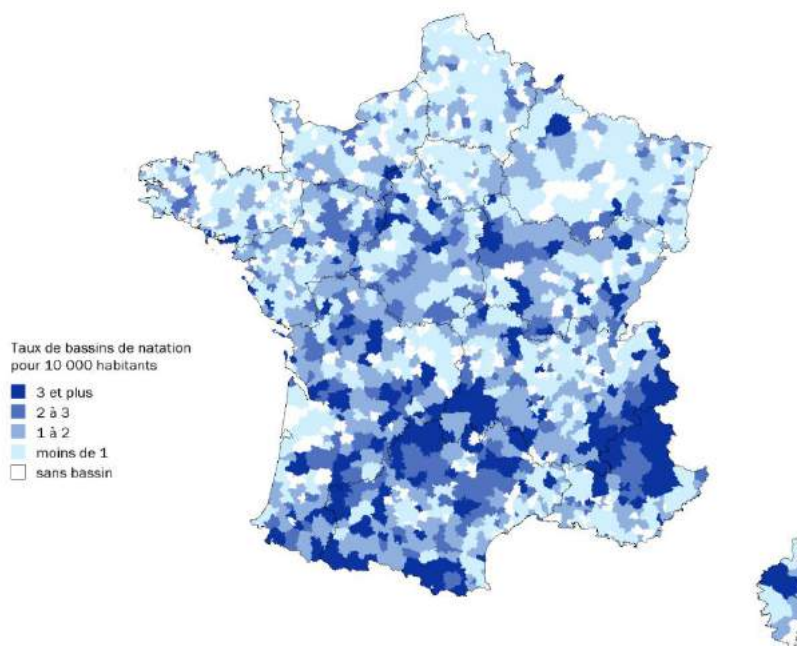 Taux de bassins de natation
pour 10 000 habitants
3 et plus
2 à 3
1 à 2
moins de 1
sans bassin